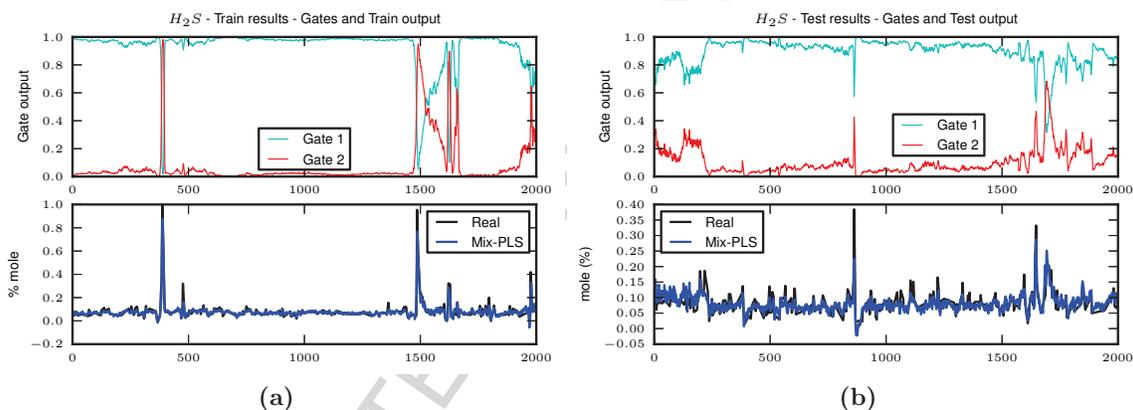 H2S - Train results - Gates and Train output
Gate output
1.0
0.8
0.6
0.4
0.2
0.0
Gate 1
Gate 2
0 500 1000 1500 2000
% mole
1.0
0.8
0.6
0.4
0.2
0.0
−0.2
Real
Mix-PLS
0 500 1000 1500 2000
(a)
H2S - Test results - Gates and Test output
Gate output
1.0
0.8
0.6
0.4
0.2
0.0
Gate 1
Gate 2
0 500 1000 1500 2000
mole (%)
0.40
0.35
0.30
0.25
0.20
0.15
0.10
0.05
0.00
−0.05
Real
Mix-PLS
0 500 1000 1500 2000
(b)
TE